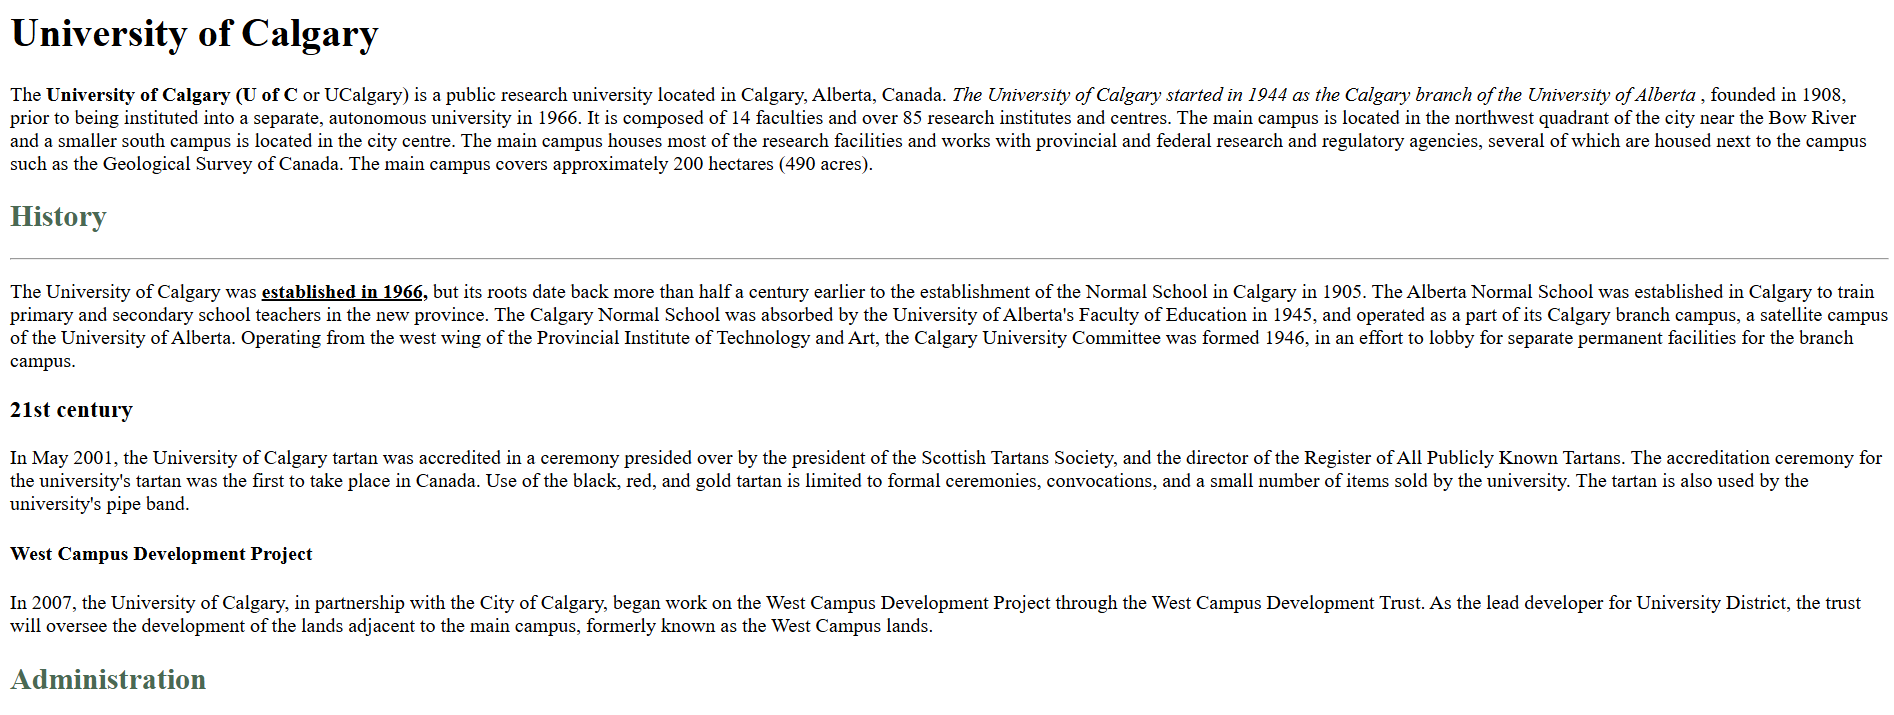 University of Calgary
The University of Calgary (U of C or UCalgary) is a public research university located in Calgary, Alberta, Canada. The University of Calgary started in 1944 as the Calgary branch of the University of Alberta , founded in 1908,
prior to being instituted into a separate, autonomous university in 1966. It is composed of 14 faculties and over 85 research institutes and centres. The main campus is located in the northwest quadrant of the city near the Bow River
and a smaller south campus is located in the city centre. The main campus houses most of the research facilities and works with provincial and federal research and regulatory agencies, several of which are housed next to the campus
such as the Geological Survey of Canada. The main campus covers approximately 200 hectares (490 acres).
History
The University of Calgary was established in 1966, but its roots date back more than half a century earlier to the establishment of the Normal School in Calgary in 1905. The Alberta Normal School was established in Calgary to train
primary and secondary school teachers in the new province. The Calgary Normal School was absorbed by the University of Alberta's Faculty of Education in 1945, and operated as a part of its Calgary branch campus, a satellite campus
of the University of Alberta. Operating from the west wing of the Provincial Institute of Technology and Art, the Calgary University Committee was formed 1946, in an effort to lobby for separate permanent facilities for the branch
campus.
21st century
In May 2001, the University of Calgary tartan was accredited in a ceremony presided over by the president of the Scottish Tartans Society, and the director of the Register of All Publicly Known Tartans. The accreditation ceremony for
the university's tartan was the first to take place in Canada. Use of the black, red, and gold tartan is limited to formal ceremonies, convocations, and a small number of items sold by the university. The tartan is also used by the
university's pipe band.
West Campus Development Project
In 2007, the University of Calgary, in partnership with the City of Calgary, began work on the West Campus Development Project through the West Campus Development Trust. As the lead developer for University District, the trust
will oversee the development of the lands adjacent to the main campus, formerly known as the West Campus lands.
Administration